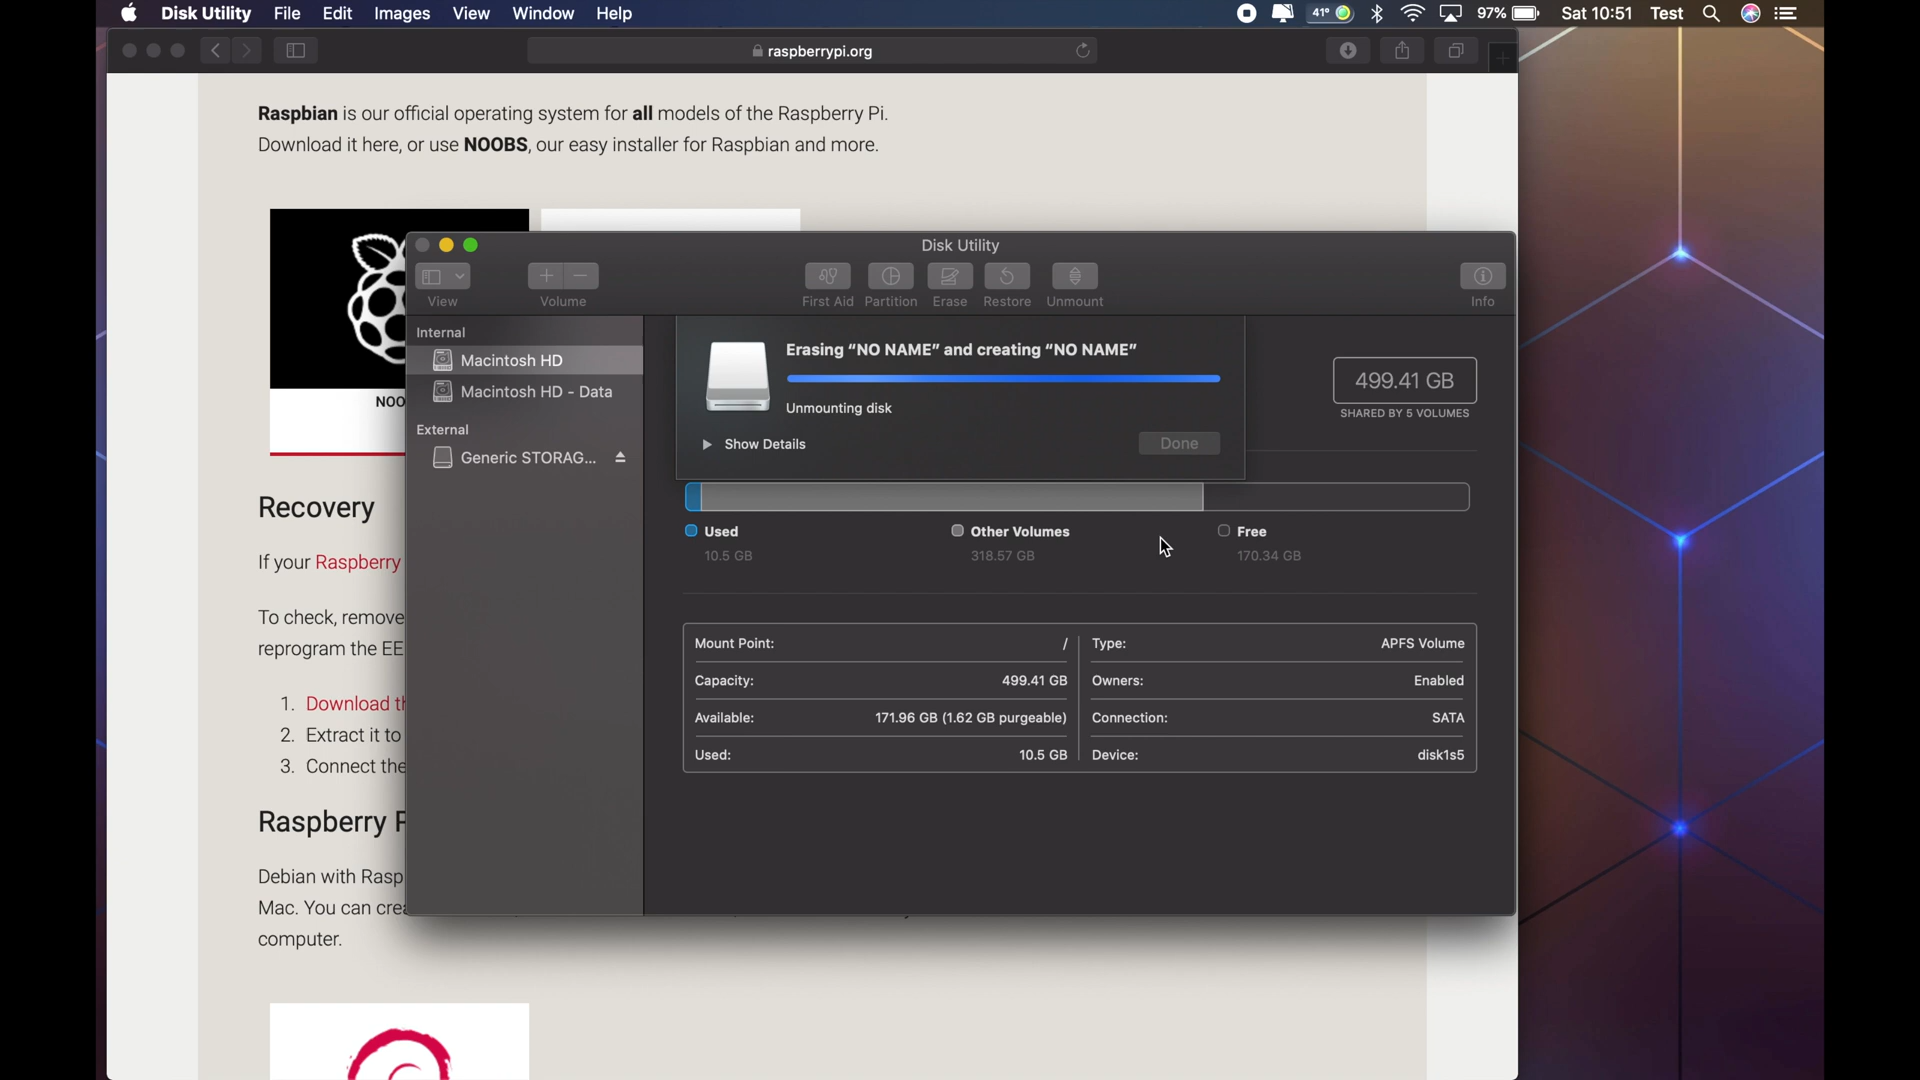 Disk Utility File Edit Images View Window Help
41° 97% Sat 10:51 Test
raspberrypi.org
Raspbian is our official operating system for all models of the Raspberry Pi.
Download it here, or use NOOBS, our easy installer for Raspbian and more.
Disk Utility
View Volume First Aid Partition Erase Restore Unmount Info
Internal
Macintosh HD
Macintosh HD - Data
External
Generic STORAG...
Erasing “NO NAME” and creating “NO NAME”
Unmounting disk
Show Details
Done
499.41 GB
SHARED BY 5 VOLUMES
Used
10.5 GB
Other Volumes
318.57 GB
Free
170.34 GB
Mount Point: /
Capacity: 499.41 GB
Available: 171.96 GB (1.62 GB purgeable)
Used: 10.5 GB
Type: APFS Volume
Owners: Enabled
Connection: SATA
Device: disk1s5
NOO
Recovery
If your Raspberry
To check, remove
reprogram the EE
1. Download th
2. Extract it to
3. Connect the
Raspberry P
Debian with Rasp
Mac. You can crea
computer.